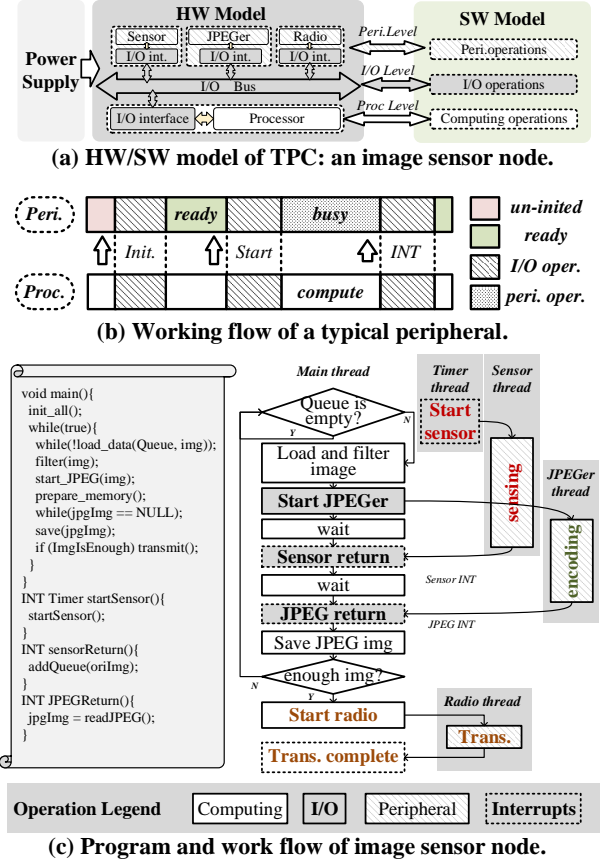 HW Model
SW Model
Power
Supply
Sensor
JPEGer
Radio
I/O int.
I/O int.
I/O int.
I/O Bus
I/O interface
Processor
Peri.Level
I/O Level
Proc Level
Peri.operations
I/O operations
Computing operations
(a) HW/SW model of TPC: an image sensor node.
Peri.
ready
busy
Init.
Start
INT
Proc.
compute
un-inited
ready
I/O oper.
peri. oper.
(b) Working flow of a typical peripheral.
void main(){
init_all();
while(true){
while(!load_data(Queue, img));
filter(img);
start_JPEG(img);
prepare_memory();
while(jpgImg == NULL);
save(jpgImg);
if (ImgIsEnough) transmit();
}
}
INT Timer startSensor(){
startSensor();
}
INT sensorReturn(){
addQueue(oriImg);
}
INT JPEGReturn(){
jpgImg = readJPEG();
}
Main thread
Timer
thread
Sensor
thread
JPEGer
thread
Queue is
empty?
Y
N
Start
sensor
Load and filter
image
Start JPEGer
wait
Sensor return
wait
JPEG return
Save JPEG img
enough img?
N
Y
sensing
encoding
Sensor INT
JPEG INT
Start radio
Trans. complete
Radio thread
Trans.
Operation Legend
Computing
I/O
Peripheral
Interrupts
(c) Program and work flow of image sensor node.